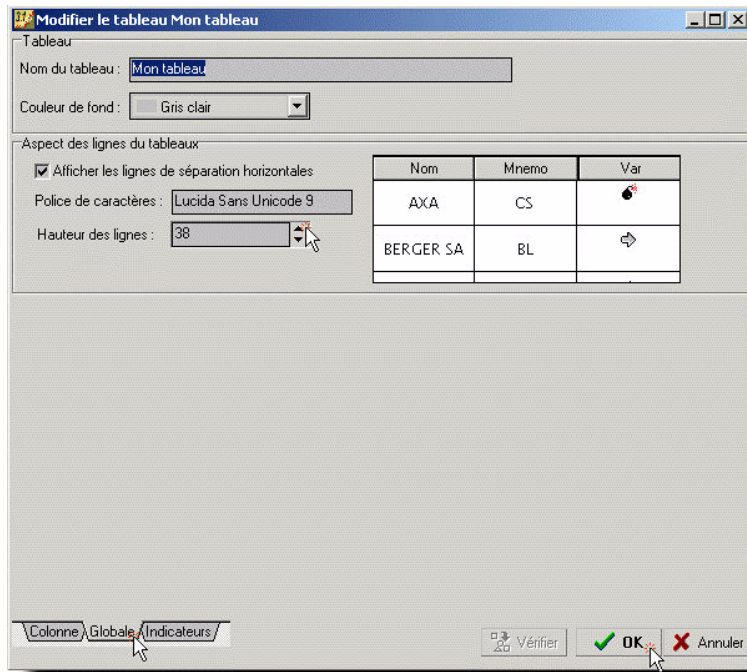 Modifier le tableau Mon tableau
Tableau
Nom du tableau : Mon tableau
Couleur de fond : Gris clair
Aspect des lignes du tableaux
Afficher les lignes de séparation horizontales
Police de caractères : Lucida Sans Unicode 9
Hauteur des lignes : 38
Nom Mnemo Var
AXA CS
BERGER SA BL
Colonne Globale Indicateurs
Vérifier OK Annuler